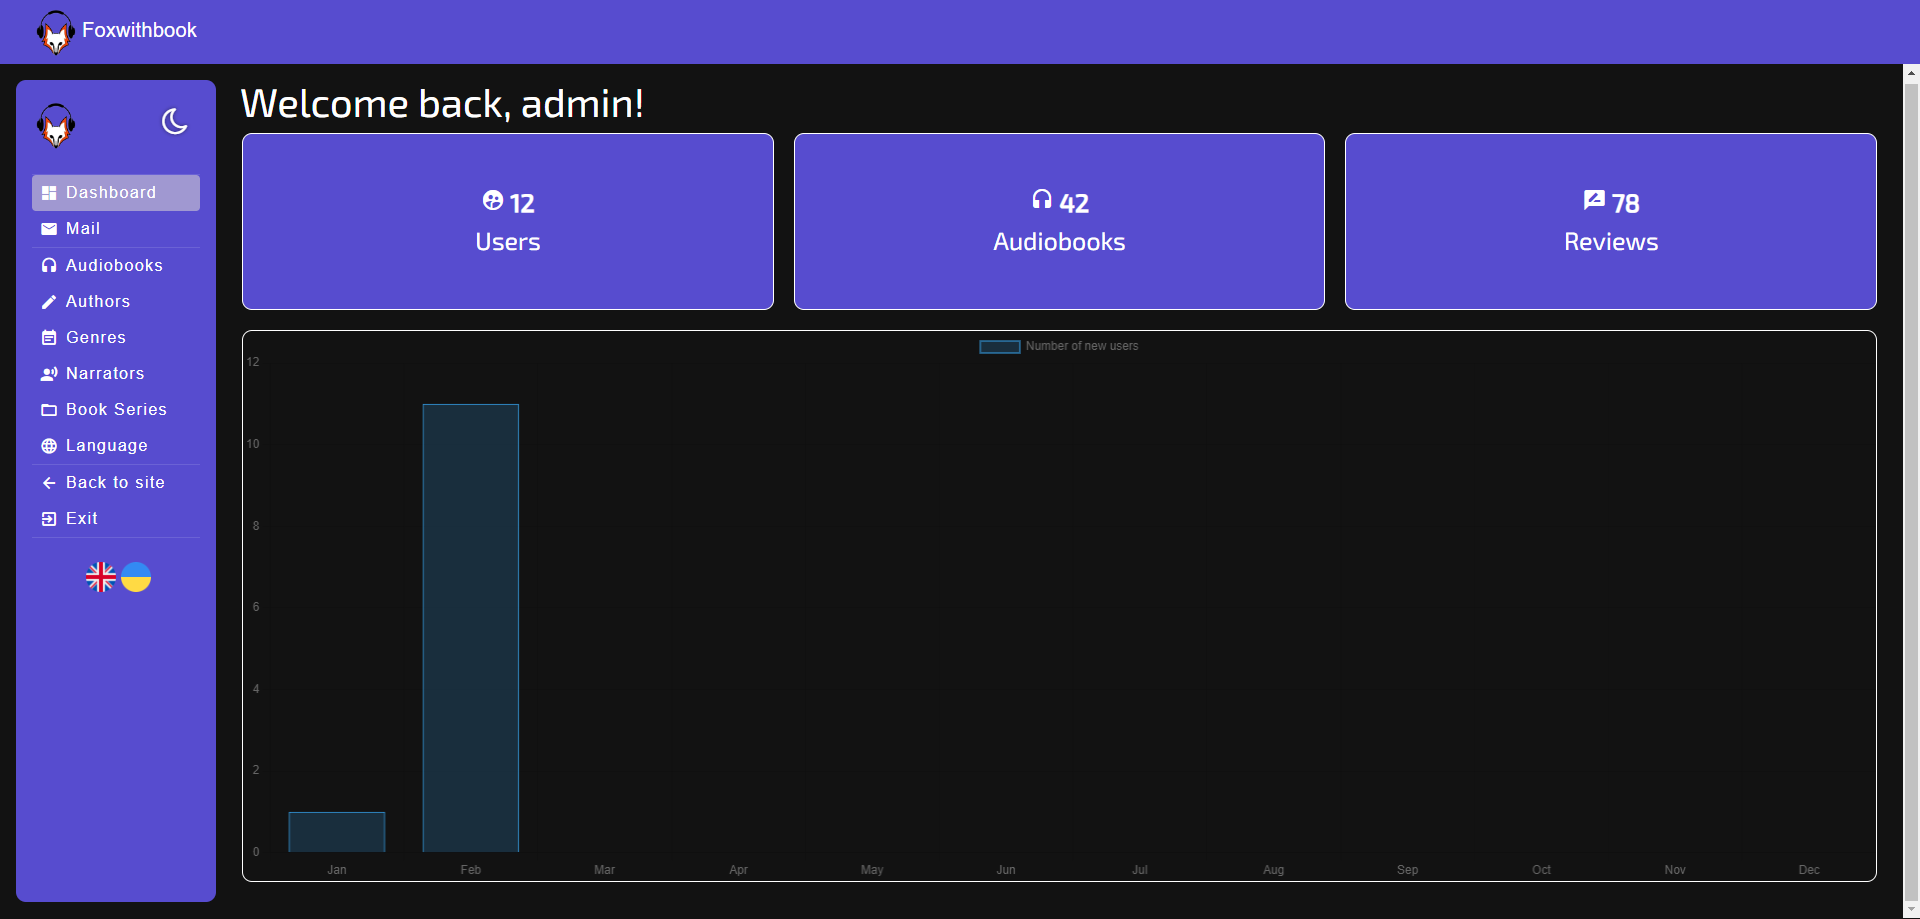 Foxwithbook
Dashboard
Mail
Audiobooks
Authors
Genres
Narrators
Book Series
Language
Back to site
Exit
Welcome back, admin!
12
Users
42
Audiobooks
78
Reviews
Number of new users
12
10
8
6
4
2
0
Jan Feb Mar Apr May Jun Jul Aug Sep Oct Nov Dec